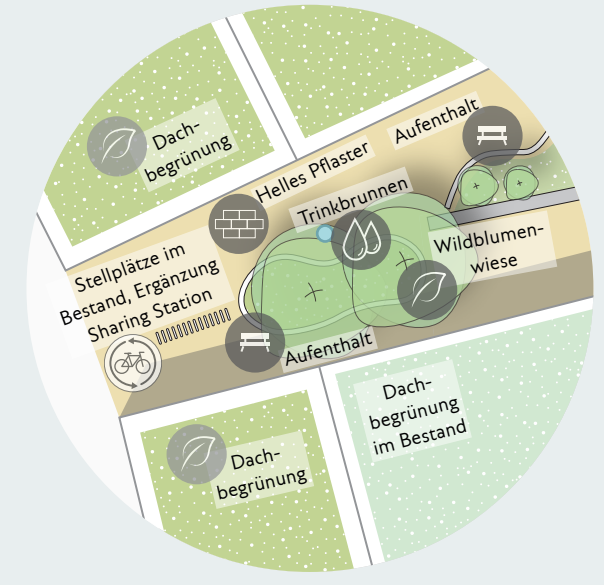 Dach-
begrünung
Helles Pflaster
Aufenthalt
Trinkbrunnen
Wildblumen-
wiese
Stellplätze im
Bestand, Ergänzung
Sharing Station
Aufenthalt
Dach-
begrünung
Dach-
begrünung
im Bestand